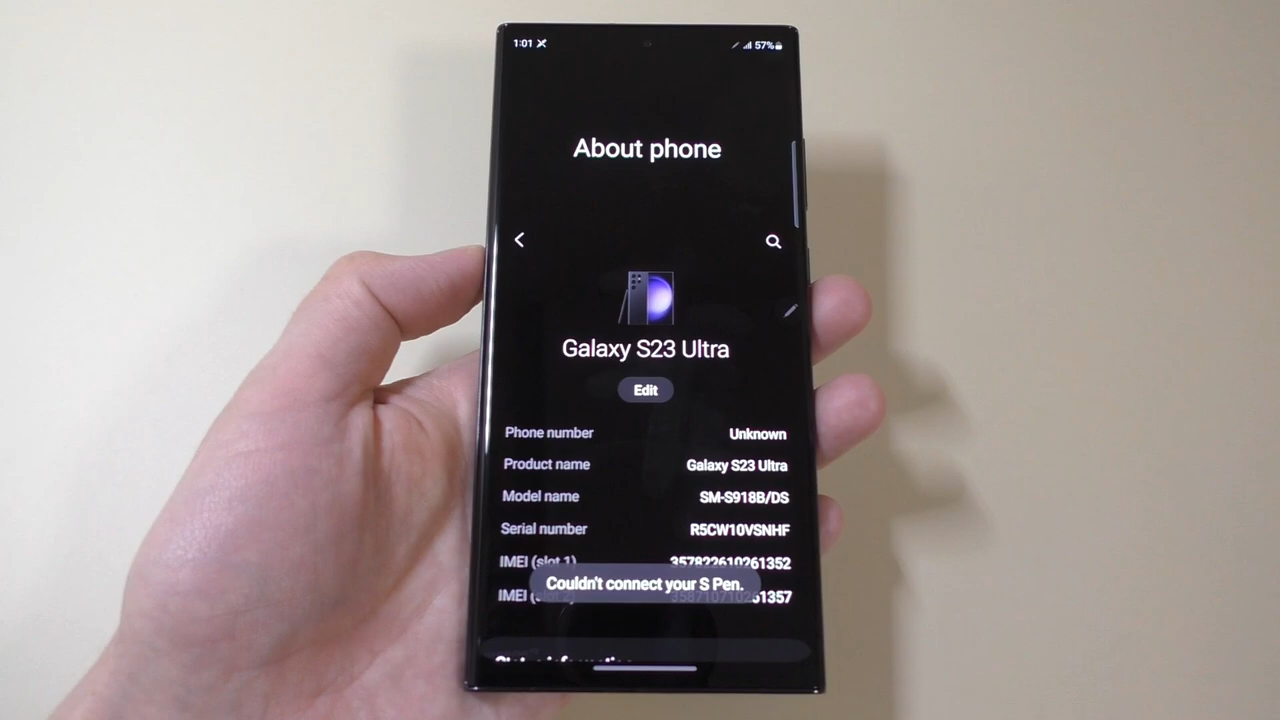 1:01 57%
About phone
Galaxy S23 Ultra
Edit
Phone number Unknown
Product name Galaxy S23 Ultra
Model name SM-S918B/DS
Serial number R5CW10VSNHF
IMEI (slot 1) 357822610261352
Couldn't connect your S Pen.
IMEI